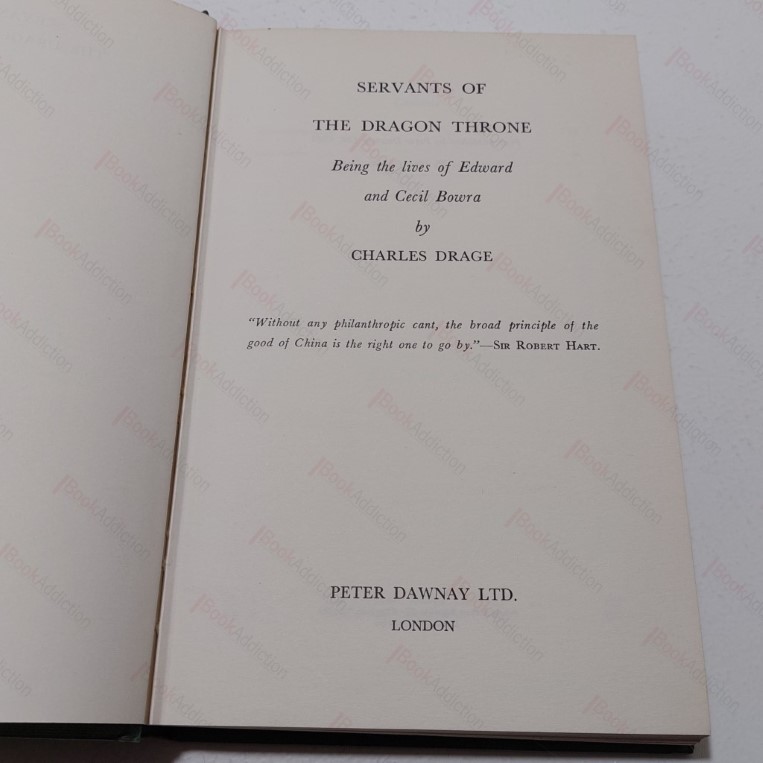 SERVANTS OF
THE DRAGON THRONE
Being the lives of Edward
and Cecil Bowra
by
CHARLES DRAGE
“Without any philanthropic cant, the broad principle of the
good of China is the right one to go by.”—SIR ROBERT HART.
PETER DAWNAY LTD.
LONDON
BookAddiction